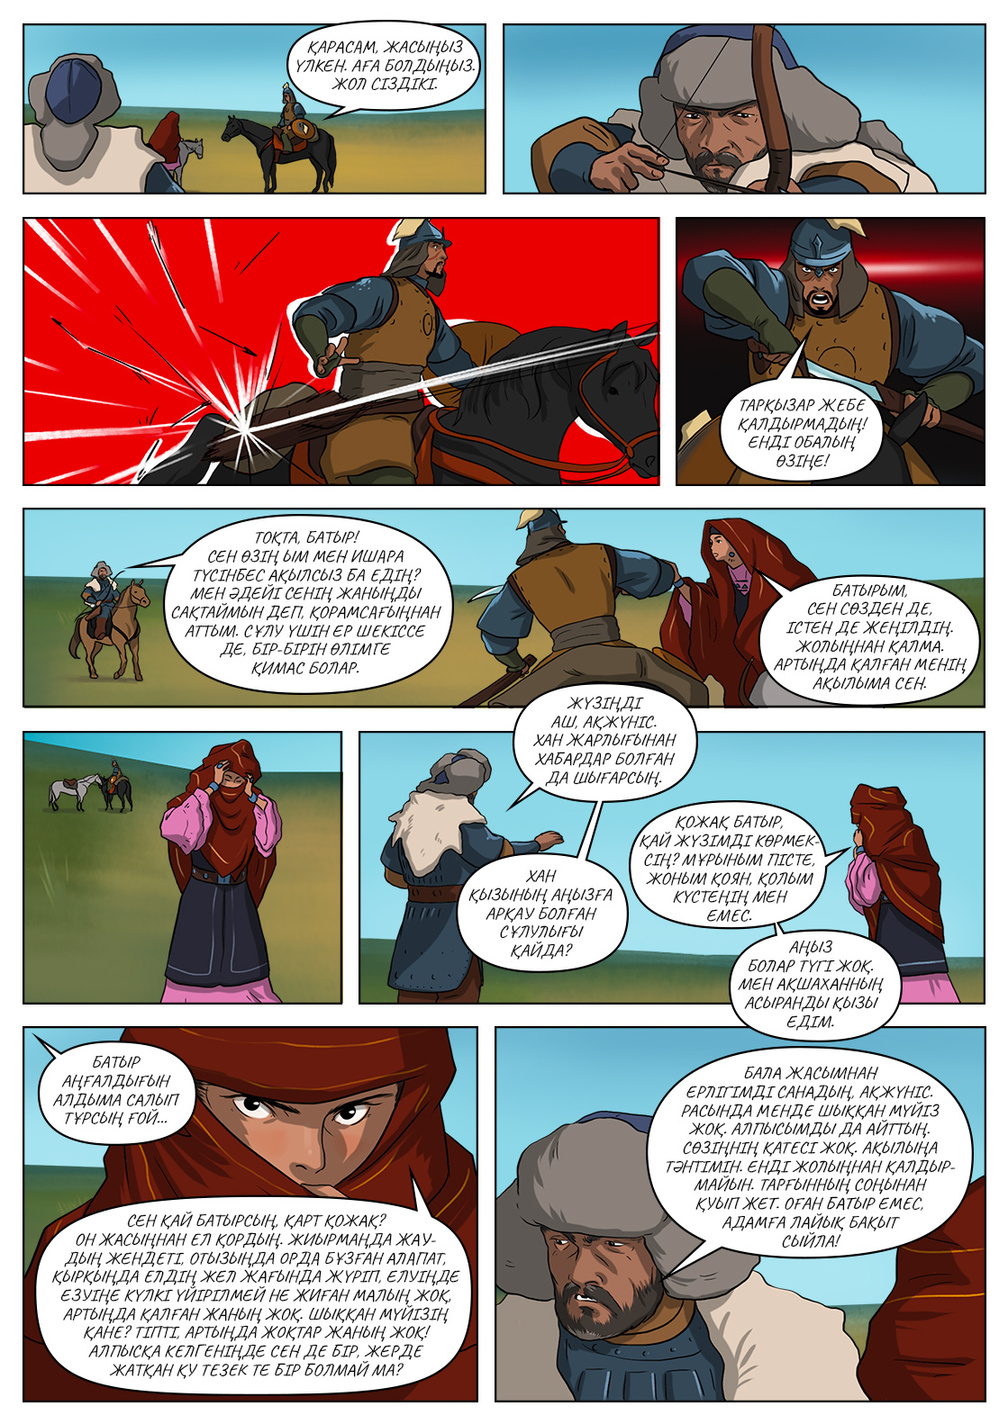 ҚАРАСАМ, ЖАСЫҢЫЗ
ҮЛКЕН. АҒА БОЛДЫҢЫЗ.
ЖОЛ СІЗДІКІ.
ТАРҚЫЗАР ЖЕБЕ
ҚАЛДЫРМАДЫҢ!
ЕНДІ ОБАЛЫҢ
ӨЗІҢЕ!
ТОҚТА, БАТЫР!
СЕН ӨЗІҢ ЫМ МЕН ИШАРА
ТҮСІНБЕС АҚЫЛСЫЗ БА ЕДІҢ?
МЕН ӘДЕЙІ СЕНІҢ ЖАНЫҢДЫ
САҚТАЙМЫН ДЕП, ҚОРАМСАҒЫҢНАН
АТТЫМ. СҰЛУ ҮШІН ЕР ШЕКІССЕ
ДЕ, БІР-БІРІН ӨЛІМГЕ
ҚИМАС БОЛАР.
БАТЫРЫМ,
СЕН СӨЗДЕН ДЕ,
ІСТЕН ДЕ ЖЕҢІЛДІҢ.
ЖОЛЫҢНАН ҚАЛМА.
АРТЫҢДА ҚАЛҒАН МЕНІҢ
АҚЫЛЫМА СЕН.
ЖҮЗІҢДІ
АШ, АҚЖҮНІС.
ХАН ЖАРЛЫҒЫНАН
ХАБАРДАР БОЛҒАН
ДА ШЫҒАРСЫҢ.
ХАН
ҚЫЗЫНЫҢ АҢЫЗҒА
АРҚАУ БОЛҒАН
СҰЛУЛЫҒЫ
ҚАЙДА?
ҚОЖАҚ БАТЫР,
ҚАЙ ЖҮЗІМДІ КӨРМЕК-
СІҢ? МҰРЫНЫМ ПІСТЕ,
ЖОНЫМ ҚОЯН, ҚОЛЫМ
КҮСТЕНІҢ МЕН
ЕМЕС.
АҢЫЗ
БОЛАР ТҮГІ ЖОҚ.
МЕН АҚШАХАННЫҢ
АСЫРАНДЫ ҚЫЗЫ
ЕДІМ.
БАТЫР
АҢҒАЛДЫҒЫН
АЛДЫМА САЛЫП
ТҰРСЫҢ ҒОЙ...
СЕН ҚАЙ БАТЫРСЫҢ, ҚАРТ ҚОЖАҚ?
ОН ЖАСЫҢНАН ЕЛ ҚОРДЫҢ. ЖИЫРМАҢДА ЖАУ-
ДЫҢ ЖЕНДЕТІ, ОТЫЗЫҢДА ОРДА БҰЗҒАН АЛАПАТ,
ҚЫРҚЫҢДА ЕЛДІҢ ЖЕЛ ЖАҒЫНДА ЖҮРІП, ЕЛУІҢДЕ
ЕЗУІҢЕ КҮЛКІ ҮЙІРІЛМЕЙ НЕ ЖИҒАН МАЛЫҢ ЖОҚ,
АРТЫҢДА ҚАЛҒАН ЖАНЫҢ ЖОҚ. ШЫҚҚАН МҮЙІЗІҢ
ҚАНЕ? ТІПТІ, АРТЫҢДА ЖОҚТАР ЖАНЫҢ ЖОҚ!
АЛПЫСҚА КЕЛГЕНІҢДЕ СЕН ДЕ БІР, ЖЕРДЕ
ЖАТҚАН ҚУ ТЕЗЕК ТЕ БІР БОЛМАЙ МА?
БАЛА ЖАСЫМНАН
ЕРЛІГІМДІ САНАДЫҢ, АҚЖҮНІС.
РАСЫНДА МЕНДЕ ШЫҚҚАН МҮЙІЗ
ЖОҚ. АЛПЫСЫМДЫ ДА АЙТТЫҢ.
СӨЗІҢНІҢ ҚАТЕСІ ЖОҚ. АҚЫЛЫҢА
ТӘНТІМІН. ЕНДІ ЖОЛЫҢНАН ҚАЛДЫР-
МАЙЫН. ТАРҒЫННЫҢ СОҢЫНАН
ҚУЫП ЖЕТ. ОҒАН БАТЫР ЕМЕС,
АДАМҒА ЛАЙЫҚ БАҚЫТ
СЫЙЛА!